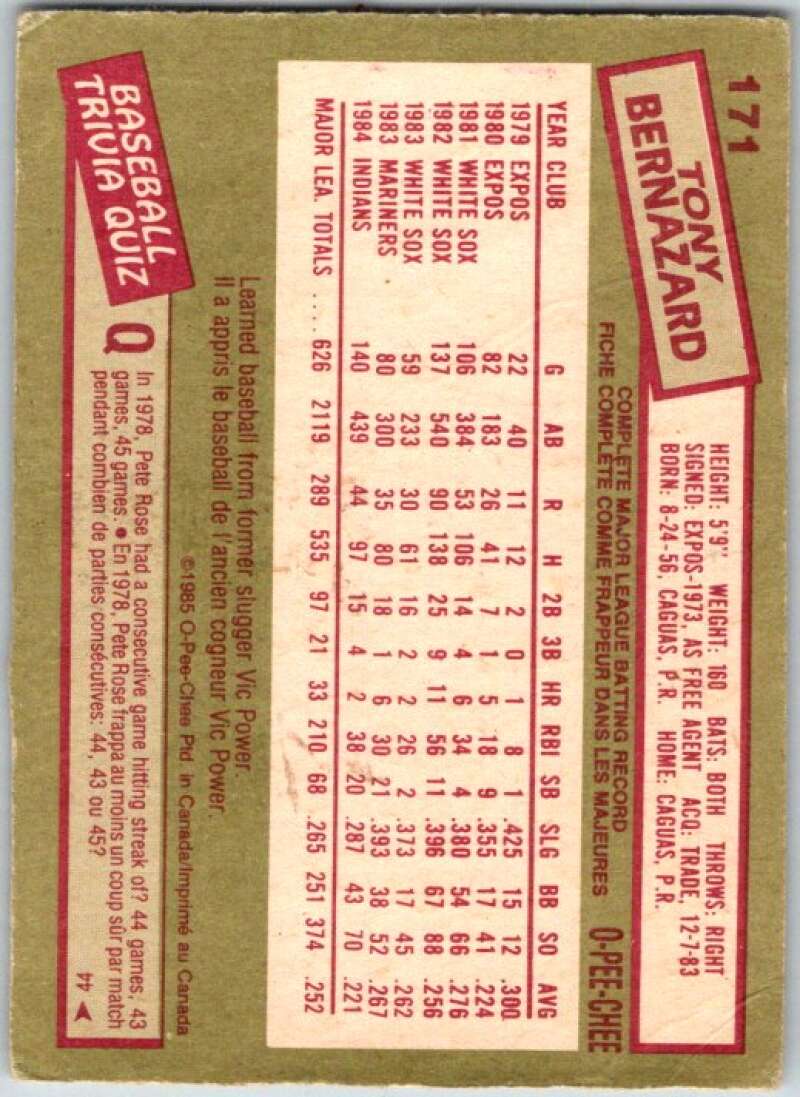 171
TONY
BERNAZARD
HEIGHT: 5'9" WEIGHT: 160 BATS: BOTH THROWS: RIGHT
SIGNED: EXPOS-1973, AS FREE AGENT ACQ: TRADE, 12-7-83
BORN: 8-24-56, CAGUAS, P.R. HOME: CAGUAS, P.R.
COMPLETE MAJOR LEAGUE BATTING RECORD
FICHE COMPLÈTE COMME FRAPPEUR DANS LES MAJEURES
O-PEE-CHEE
YEAR CLUB G AB R H 2B 3B HR RBI SB SLG BB SO AVG
1979 EXPOS 22 40 11 12 2 0 1 8 1 .425 15 12 .300
1980 EXPOS 82 183 26 41 7 1 5 18 9 .355 17 41 .224
1981 WHITE SOX 106 384 53 106 14 4 6 34 4 .380 54 66 .276
1982 WHITE SOX 137 540 90 138 25 9 11 56 11 .396 67 88 .256
1983 WHITE SOX 59 233 30 61 16 2 2 26 2 .373 17 45 .262
1983 MARINERS 80 300 35 80 18 1 6 30 21 .393 38 52 .267
1984 INDIANS 140 439 44 97 15 4 2 38 20 .287 43 70 .221
MAJOR LEA. TOTALS .... 626 2119 289 535 97 21 33 210 68 .265 251 374 .252
Learned baseball from former slugger Vic Power.
Il a appris le baseball de l'ancien cogneur Vic Power.
©1985 O-Pee-Chee Ptd. in Canada/Imprimé au Canada
BASEBALL
TRIVIA QUIZ
Q
In 1978, Pete Rose had a consecutive game hitting streak of? 44 games, 43
games, 45 games. ● En 1978, Pete Rose frappa au moins un coup sûr par match
pendant combien de parties consécutives: 44, 43 ou 45?
44